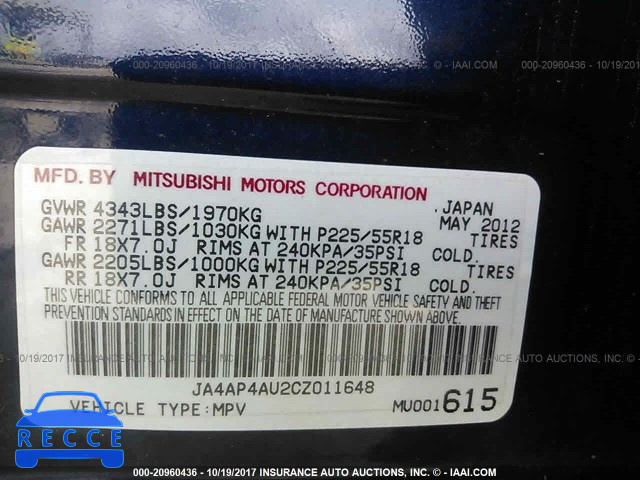 000-20960436 - 10/19/2017 INSURANCE AUTO AUCTIONS (C) - IAAI.COM
MFD. BY MITSUBISHI MOTORS CORPORATION
GVWR 4343LBS/1970KG JAPAN
GAWR 2271LBS/1030KG WITH P225/55R18 MAY 2012
FR 18X7.0J RIMS AT 240KPA/35PSI TIRES COLD.
GAWR 2205LBS/1000KG WITH P225/55R18 TIRES
RR 18X7.0J RIMS AT 240KPA/35PSI COLD.
THIS VEHICLE CONFORMS TO ALL APPLICABLE FEDERAL MOTOR VEHICLE SAFETY AND THEFT
PREVENTION STANDARDS IN EFFECT ON THE DATE OF MANUFACTURE SHOWN ABOVE.
JA4AP4AU2CZ011648
VEHICLE TYPE:MPV MU001615
RECCE
000-20960436 - 10/19/2017 INSURANCE AUTO AUCTIONS (C) - IAAI.COM